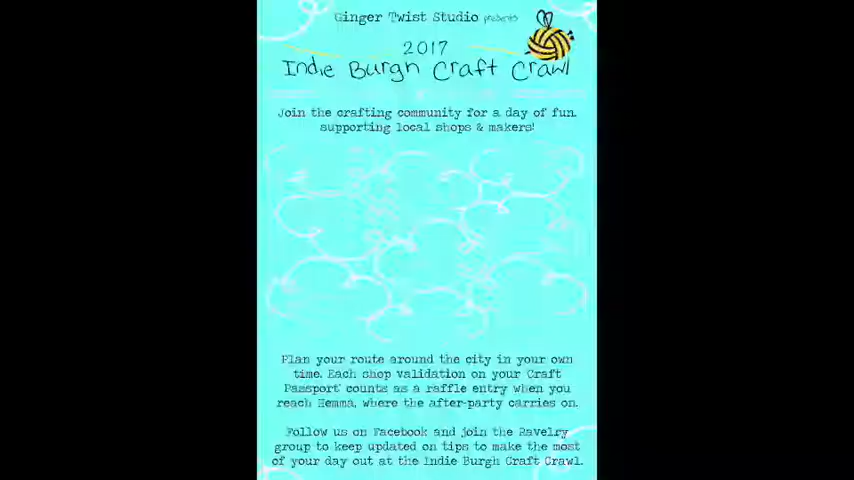 Ginger Twist Studio presents
2017
Indie Burgh Craft Crawl
Join the crafting community for a day of fun
supporting local shops & makers!
Plan your route around the city in your own
time. Each shop validation on your Craft
Passport' counts as a raffle entry when you
reach Hemma, where the after-party carries on.
Follow us on Facebook and join the Ravelry
group to keep updated on tips to make the most
of your day out at the Indie Burgh Craft Crawl.